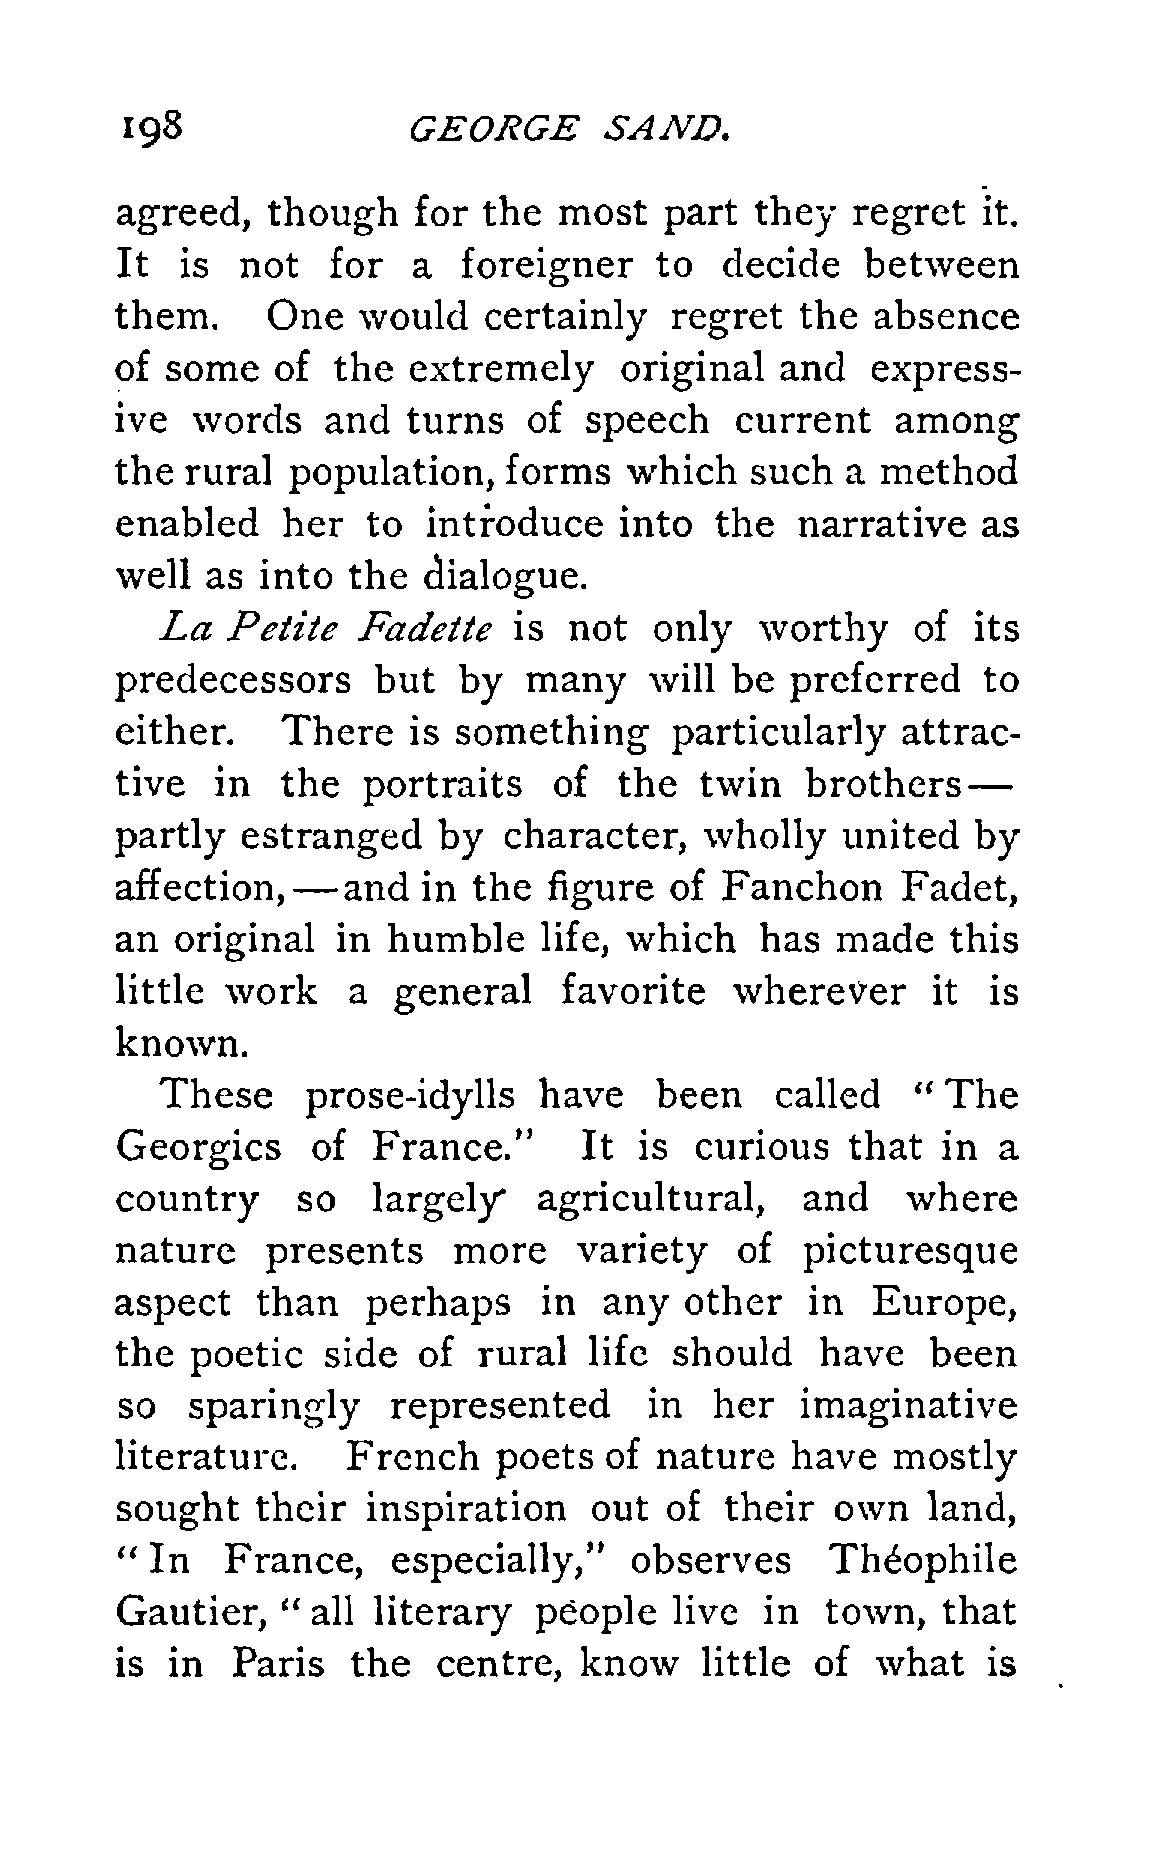 198 GEORGE SAND.
agreed, though for the most part they regret it.
It is not for a foreigner to decide between
them. One would certainly regret the absence
of some of the extremely original and express-
ive words and turns of speech current among
the rural population, forms which such a method
enabled her to introduce into the narrative as
well as into the dialogue.
La Petite Fadette is not only worthy of its
predecessors but by many will be preferred to
either. There is something particularly attrac-
tive in the portraits of the twin brothers—
partly estranged by character, wholly united by
affection,—and in the figure of Fanchon Fadet,
an original in humble life, which has made this
little work a general favorite wherever it is
known.
These prose-idylls have been called “The
Georgics of France.” It is curious that in a
country so largely agricultural, and where
nature presents more variety of picturesque
aspect than perhaps in any other in Europe,
the poetic side of rural life should have been
so sparingly represented in her imaginative
literature. French poets of nature have mostly
sought their inspiration out of their own land,
“In France, especially,” observes Théophile
Gautier, “all literary people live in town, that
is in Paris the centre, know little of what is